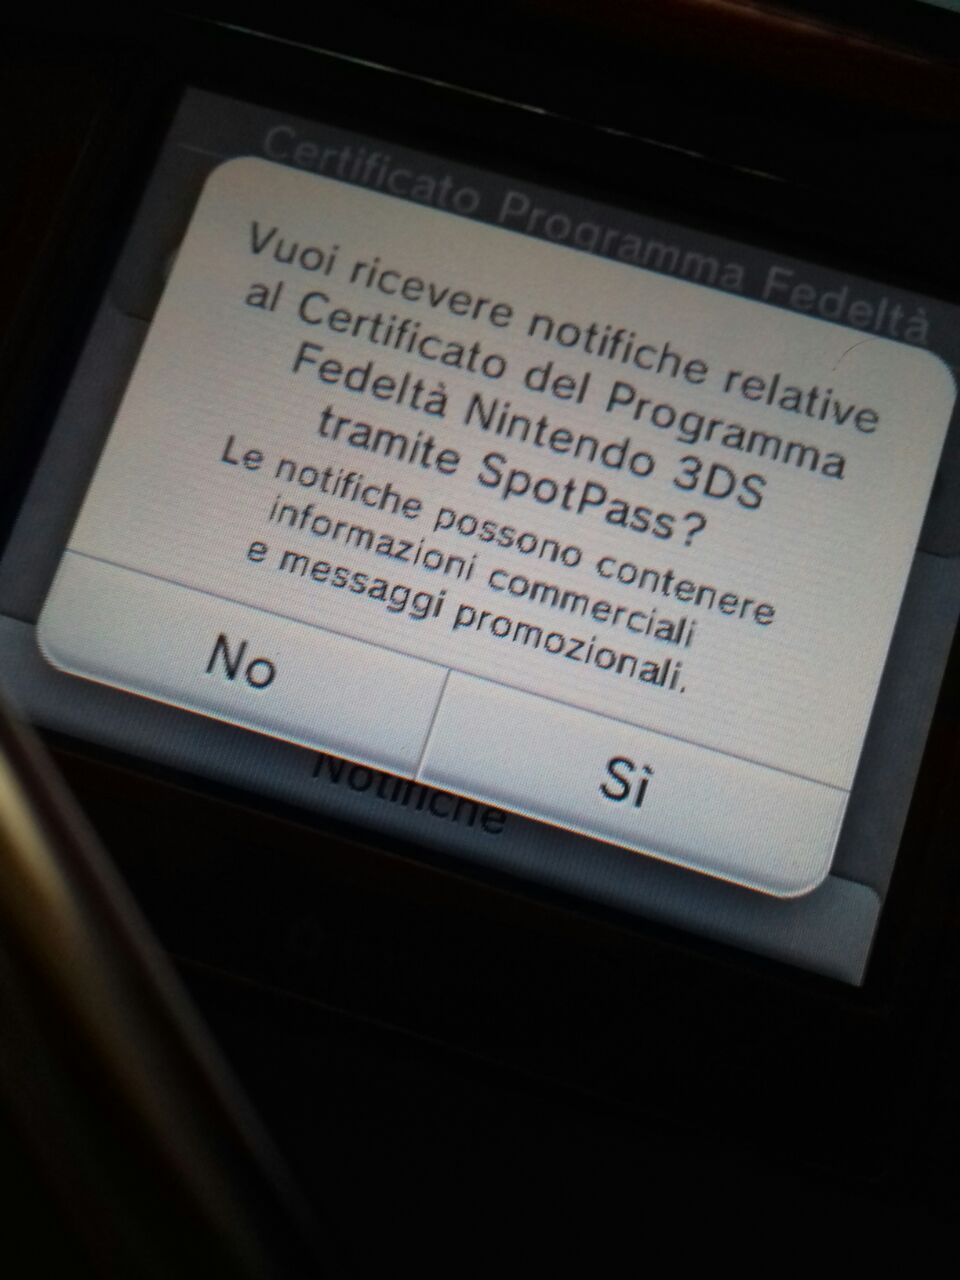 Certificato Programma Fedeltà
Vuoi ricevere notifiche relative
al Certificato del Programma
Fedeltà Nintendo 3DS
tramite SpotPass?
Le notifiche possono contenere
informazioni commerciali
e messaggi promozionali.
No
Sì
Notifiche